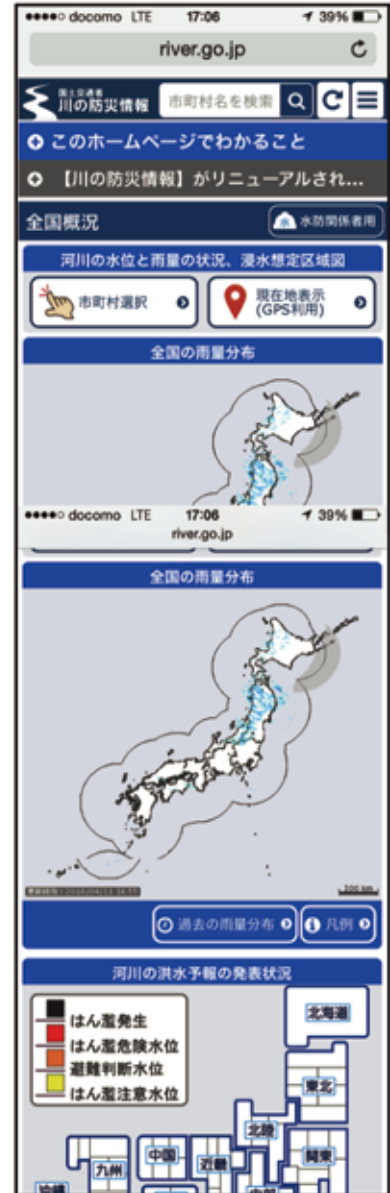 docomo LTE 17:06 39%
river.go.jp
国土交通省
川の防災情報 市町村名を検索
このホームページでわかること
【川の防災情報】がリニューアルされ...
全国概況 水防関係者用
河川の水位と雨量の状況、浸水想定区域図
市町村選択 現在地表示
(GPS利用)
全国の雨量分布
docomo LTE 17:06 39%
river.go.jp
全国の雨量分布
200 km
過去の雨量分布 凡例
河川の洪水予報の発表状況
はん濫発生
はん濫危険水位
避難判断水位
はん濫注意水位
北海道
東北
北陸
関東
中国
近畿
九州